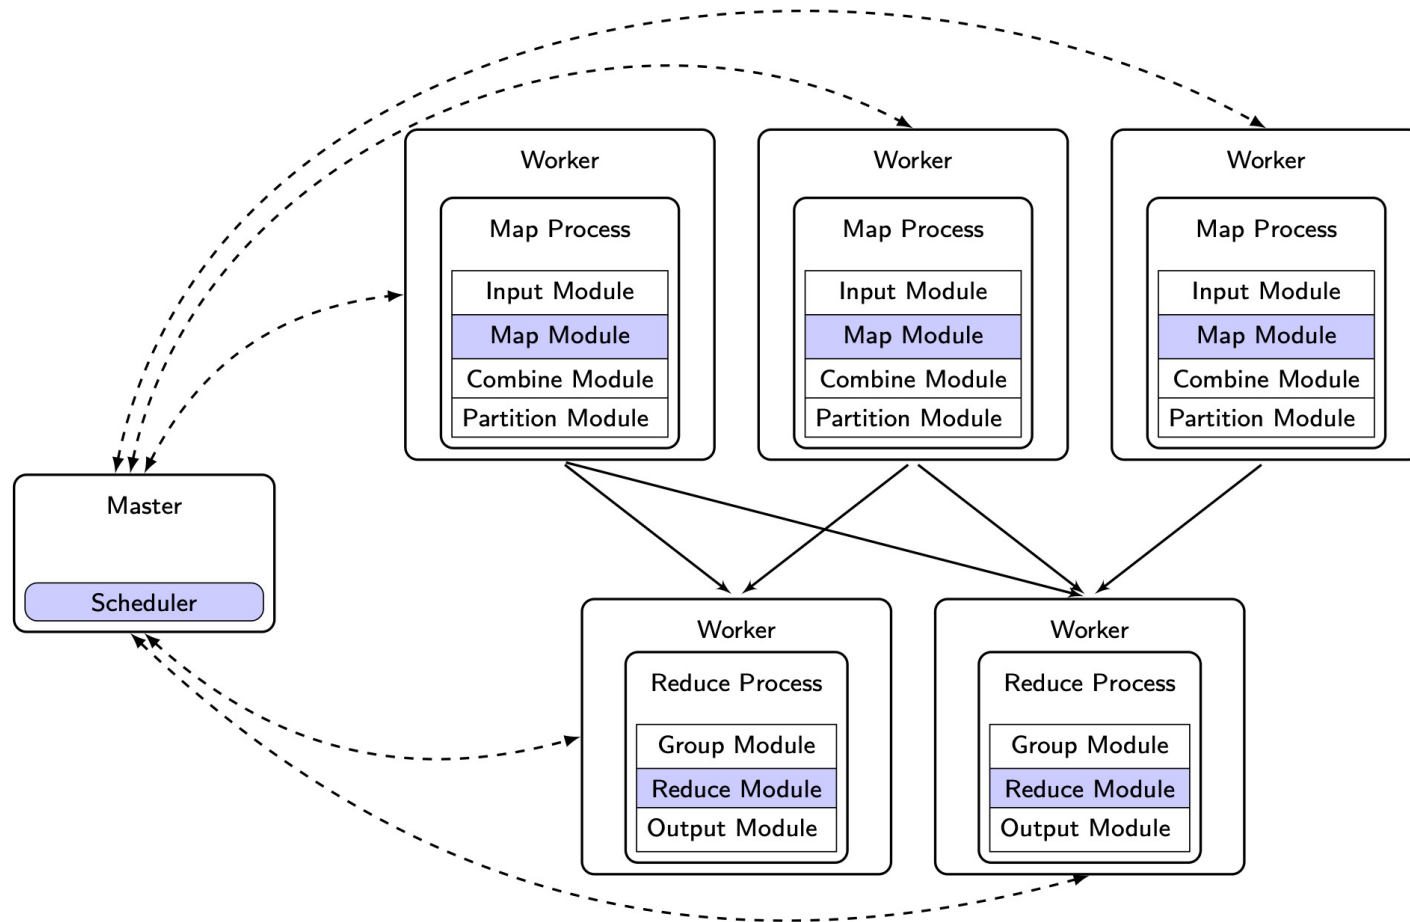 Worker
Map Process
Input Module
Map Module
Combine Module
Partition Module
Worker
Map Process
Input Module
Map Module
Combine Module
Partition Module
Worker
Map Process
Input Module
Map Module
Combine Module
Partition Module
Master
Scheduler
Worker
Reduce Process
Group Module
Reduce Module
Output Module
Worker
Reduce Process
Group Module
Reduce Module
Output Module